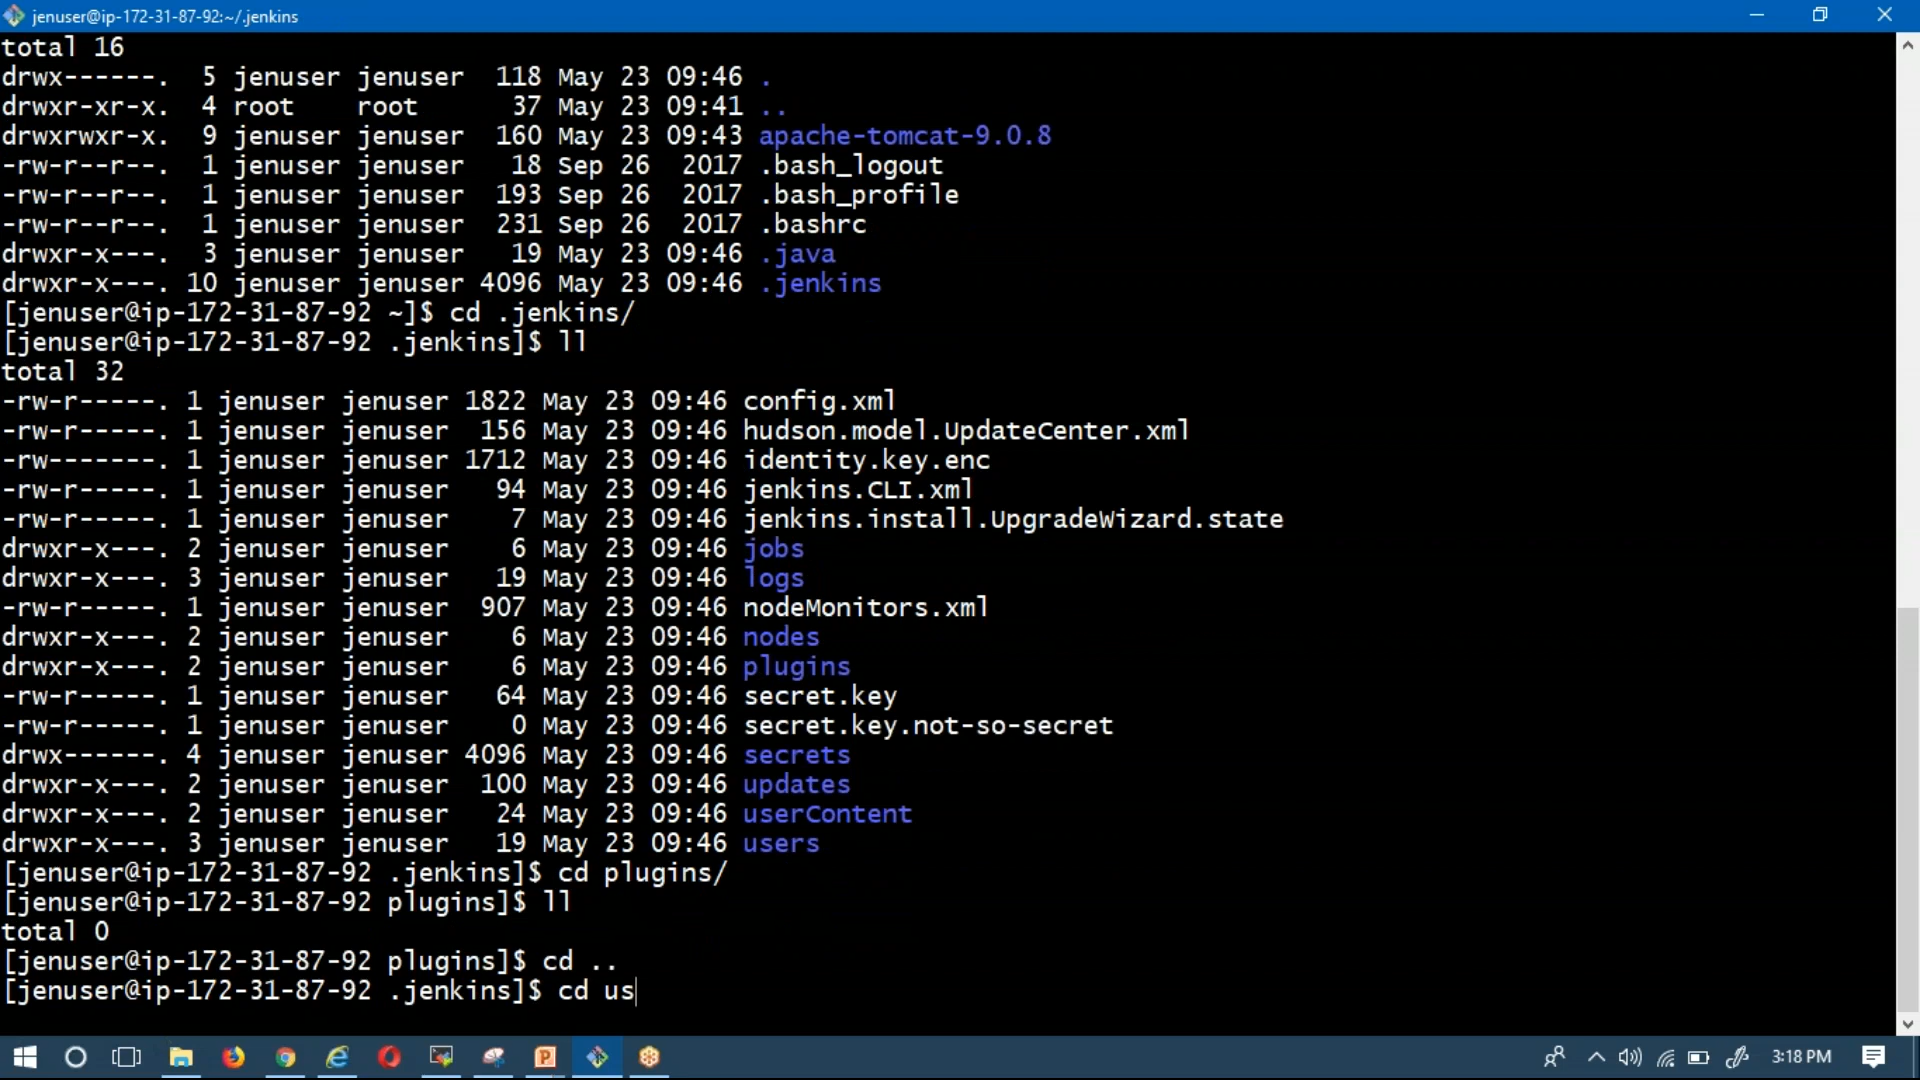 jenuser@ip-172-31-87-92:~/.jenkins
total 16
drwx------.  5 jenuser jenuser  118 May 23 09:46 .
drwxr-xr-x.  4 root    root      37 May 23 09:41 ..
drwxrwxr-x.  9 jenuser jenuser  160 May 23 09:43 apache-tomcat-9.0.8
-rw-r--r--.  1 jenuser jenuser   18 Sep 26  2017 .bash_logout
-rw-r--r--.  1 jenuser jenuser  193 Sep 26  2017 .bash_profile
-rw-r--r--.  1 jenuser jenuser  231 Sep 26  2017 .bashrc
drwxr-x---.  3 jenuser jenuser   19 May 23 09:46 .java
drwxr-x---. 10 jenuser jenuser 4096 May 23 09:46 .jenkins
[jenuser@ip-172-31-87-92 ~]$ cd .jenkins/
[jenuser@ip-172-31-87-92 .jenkins]$ ll
total 32
-rw-r-----. 1 jenuser jenuser 1822 May 23 09:46 config.xml
-rw-r-----. 1 jenuser jenuser  156 May 23 09:46 hudson.model.UpdateCenter.xml
-rw-------. 1 jenuser jenuser 1712 May 23 09:46 identity.key.enc
-rw-r-----. 1 jenuser jenuser   94 May 23 09:46 jenkins.CLI.xml
-rw-r-----. 1 jenuser jenuser    7 May 23 09:46 jenkins.install.UpgradeWizard.state
drwxr-x---. 2 jenuser jenuser    6 May 23 09:46 jobs
drwxr-x---. 3 jenuser jenuser   19 May 23 09:46 logs
-rw-r-----. 1 jenuser jenuser  907 May 23 09:46 nodeMonitors.xml
drwxr-x---. 2 jenuser jenuser    6 May 23 09:46 nodes
drwxr-x---. 2 jenuser jenuser    6 May 23 09:46 plugins
-rw-r-----. 1 jenuser jenuser   64 May 23 09:46 secret.key
-rw-r-----. 1 jenuser jenuser    0 May 23 09:46 secret.key.not-so-secret
drwx------. 4 jenuser jenuser 4096 May 23 09:46 secrets
drwxr-x---. 2 jenuser jenuser  100 May 23 09:46 updates
drwxr-x---. 2 jenuser jenuser   24 May 23 09:46 userContent
drwxr-x---. 3 jenuser jenuser   19 May 23 09:46 users
[jenuser@ip-172-31-87-92 .jenkins]$ cd plugins/
[jenuser@ip-172-31-87-92 plugins]$ ll
total 0
[jenuser@ip-172-31-87-92 plugins]$ cd ..
[jenuser@ip-172-31-87-92 .jenkins]$ cd us
3:18 PM